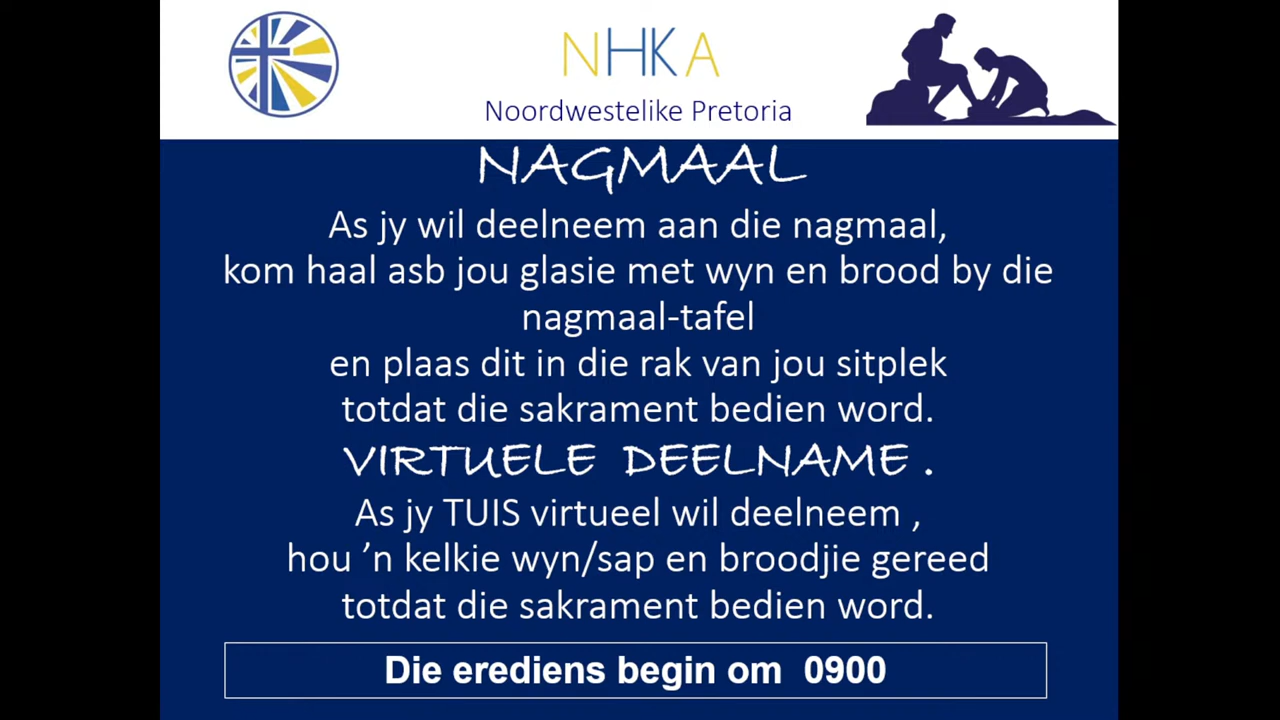 NHKA
Noordwestelike Pretoria
NAGMAAL
As jy wil deelneem aan die nagmaal,
kom haal asb jou glasie met wyn en brood by die
nagmaal-tafel
en plaas dit in die rak van jou sitplek
totdat die sakrament bedien word.
VIRTUELE DEELNAME .
As jy TUIS virtueel wil deelneem ,
hou ’n kelkie wyn/sap en broodjie gereed
totdat die sakrament bedien word.
Die erediens begin om 0900